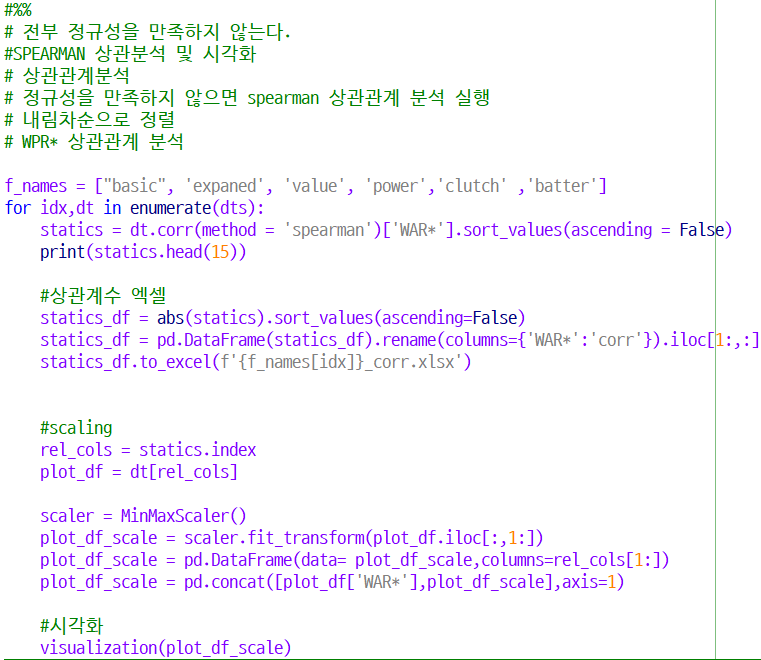 #%%
# 전부 정규성을 만족하지 않는다.
#SPEARMAN 상관분석 및 시각화
# 상관관계분석
# 정규성을 만족하지 않으면 spearman 상관관계 분석 실행
# 내림차순으로 정렬
# WPR* 상관관계 분석
f_names = ["basic", 'expaned', 'value', 'power','clutch' ,'batter']
for idx,dt in enumerate(dts):
    statics = dt.corr(method = 'spearman')['WAR*'].sort_values(ascending = False)
    print(statics.head(15))
    #상관계수 엑셀
    statics_df = abs(statics).sort_values(ascending=False)
    statics_df = pd.DataFrame(statics_df).rename(columns={'WAR*':'corr'}).iloc[1:,:]
    statics_df.to_excel(f'{f_names[idx]}_corr.xlsx')
    #scaling
    rel_cols = statics.index
    plot_df = dt[rel_cols]
    scaler = MinMaxScaler()
    plot_df_scale = scaler.fit_transform(plot_df.iloc[:,1:])
    plot_df_scale = pd.DataFrame(data= plot_df_scale,columns=rel_cols[1:])
    plot_df_scale = pd.concat([plot_df['WAR*'],plot_df_scale],axis=1)
    #시각화
    visualization(plot_df_scale)